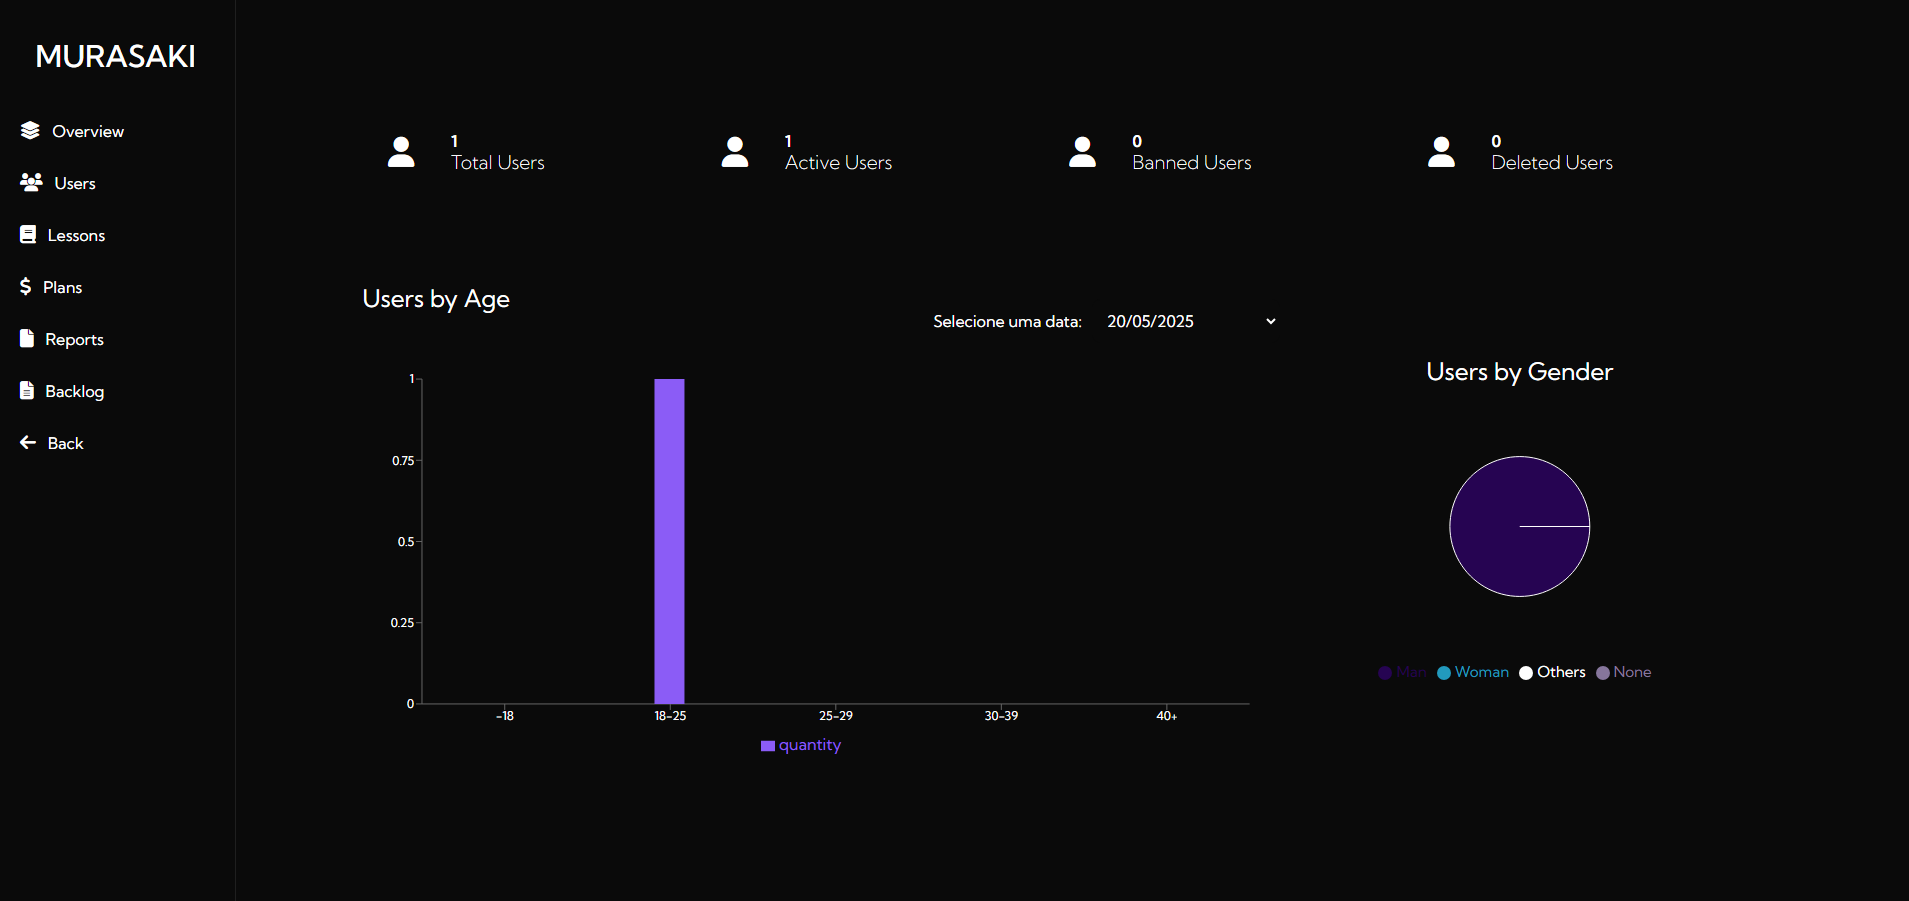 MURASAKI
Overview
Users
Lessons
Plans
Reports
Backlog
Back
1
Total Users
1
Active Users
0
Banned Users
0
Deleted Users
Users by Age
Selecione uma data: 20/05/2025
1
0.75
0.5
0.25
0
-18 18-25 25-29 30-39 40+
quantity
Users by Gender
Man Woman Others None